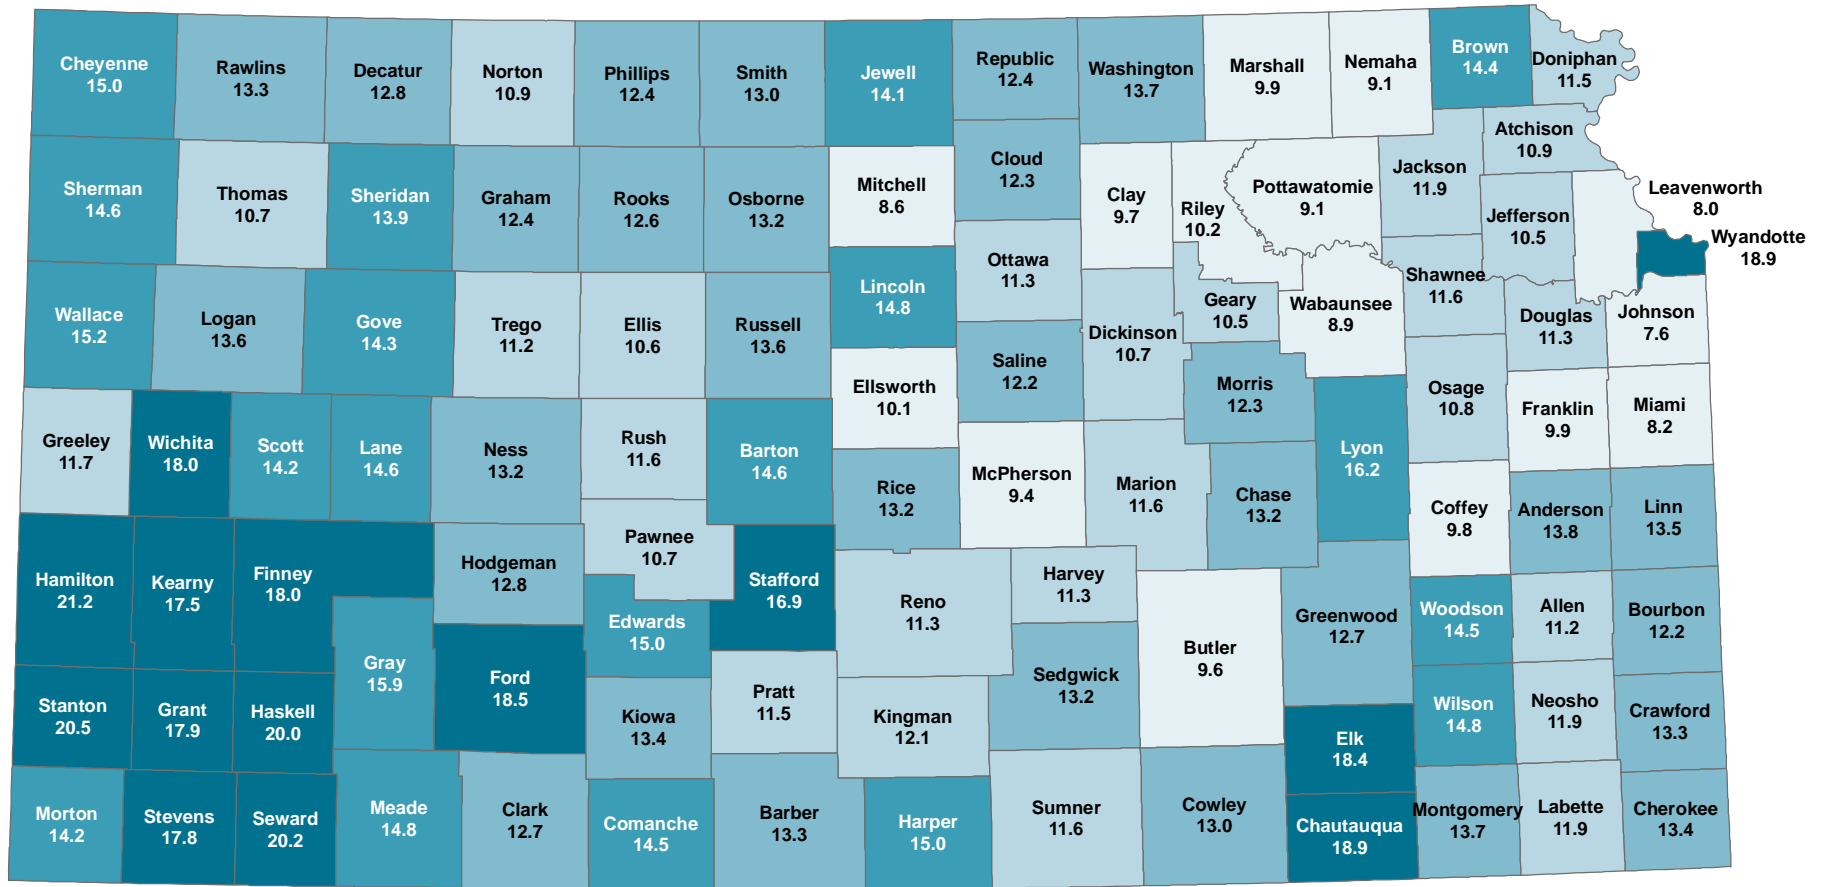 Cheyenne
15.0
Rawlins
13.3
Decatur
12.8
Norton
10.9
Phillips
12.4
Smith
13.0
Jewell
14.1
Republic
12.4
Washington
13.7
Marshall
9.9
Nemaha
9.1
Brown
14.4
Doniphan
11.5
Sherman
14.6
Thomas
10.7
Sheridan
13.9
Graham
12.4
Rooks
12.6
Osborne
13.2
Mitchell
8.6
Cloud
12.3
Clay
9.7
Riley
10.2
Pottawatomie
9.1
Jackson
11.9
Atchison
10.9
Jefferson
10.5
Leavenworth
8.0
Wyandotte
18.9
Wallace
15.2
Logan
13.6
Gove
14.3
Trego
11.2
Ellis
10.6
Russell
13.6
Lincoln
14.8
Ottawa
11.3
Saline
12.2
Dickinson
10.7
Geary
10.5
Wabaunsee
8.9
Shawnee
11.6
Douglas
11.3
Johnson
7.6
Greeley
11.7
Wichita
18.0
Scott
14.2
Lane
14.6
Ness
13.2
Rush
11.6
Barton
14.6
Ellsworth
10.1
Rice
13.2
McPherson
9.4
Marion
11.6
Morris
12.3
Chase
13.2
Lyon
16.2
Osage
10.8
Franklin
9.9
Miami
8.2
Coffey
9.8
Anderson
13.8
Linn
13.5
Hamilton
21.2
Kearny
17.5
Finney
18.0
Hodgeman
12.8
Pawnee
10.7
Stafford
16.9
Edwards
15.0
Reno
11.3
Harvey
11.3
Butler
9.6
Greenwood
12.7
Woodson
14.5
Allen
11.2
Bourbon
12.2
Stanton
20.5
Grant
17.9
Haskell
20.0
Gray
15.9
Ford
18.5
Kiowa
13.4
Pratt
11.5
Kingman
12.1
Sedgwick
13.2
Elk
18.4
Wilson
14.8
Neosho
11.9
Crawford
13.3
Morton
14.2
Stevens
17.8
Seward
20.2
Meade
14.8
Clark
12.7
Comanche
14.5
Barber
13.3
Harper
15.0
Sumner
11.6
Cowley
13.0
Chautauqua
18.9
Montgomery
13.7
Labette
11.9
Cherokee
13.4